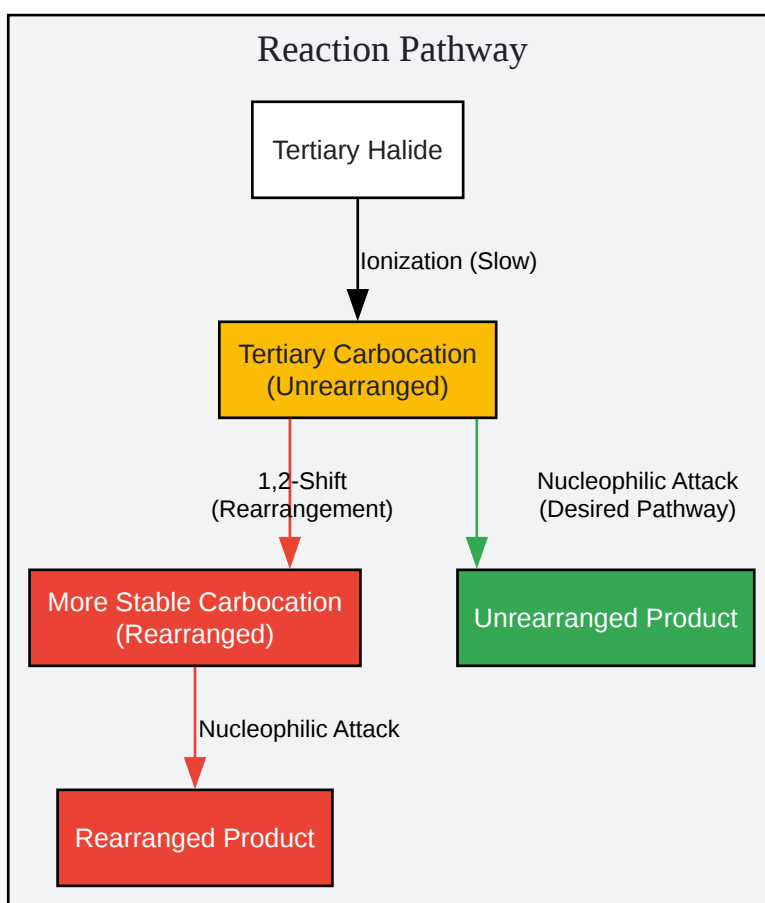 Reaction Pathway
Tertiary Halide
Ionization (Slow)
Tertiary Carbocation
(Unrearranged)
1,2-Shift
(Rearrangement)
Nucleophilic Attack
(Desired Pathway)
More Stable Carbocation
(Rearranged)
Unrearranged Product
Nucleophilic Attack
Rearranged Product